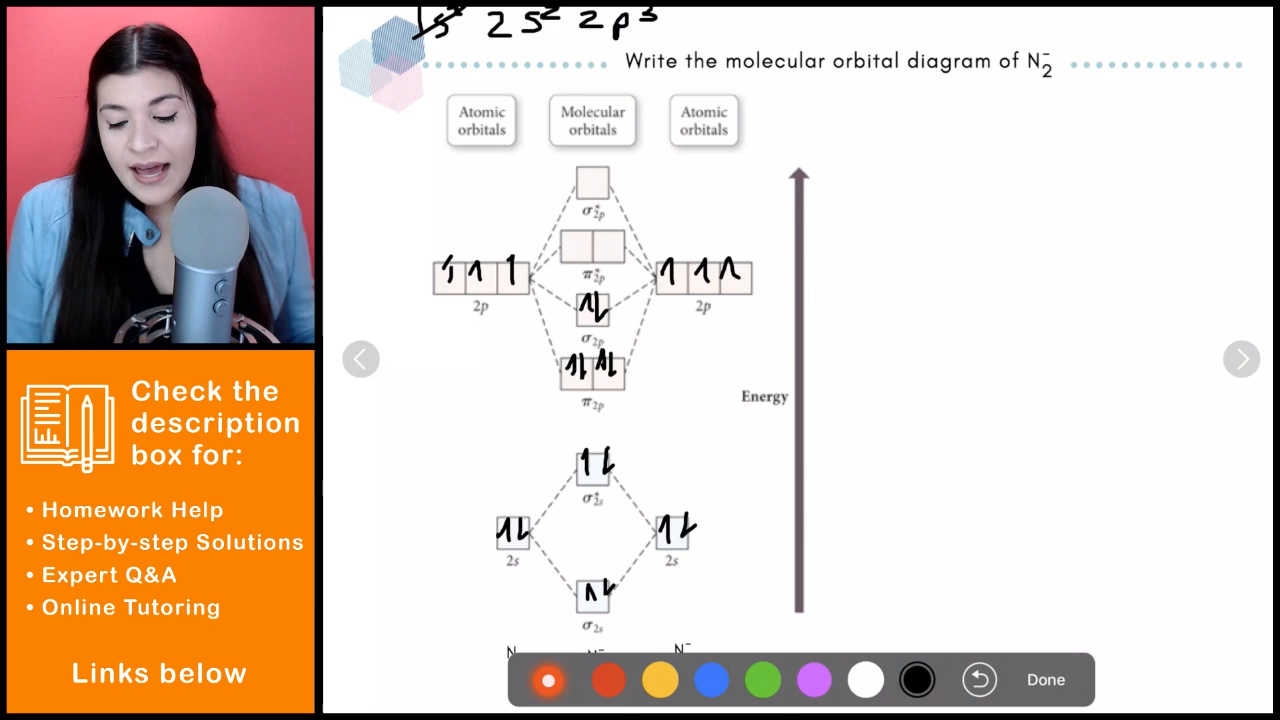 1s² 2s² 2p³
Write the molecular orbital diagram of N₂⁻
Atomic orbitals
Molecular orbitals
Atomic orbitals
σ*2p
π*2p
2p
2p
σ2p
π2p
Energy
σ*2s
2s
2s
σ2s
N
N⁻
Check the
description
box for:
• Homework Help
• Step-by-step Solutions
• Expert Q&A
• Online Tutoring
Links below
Done